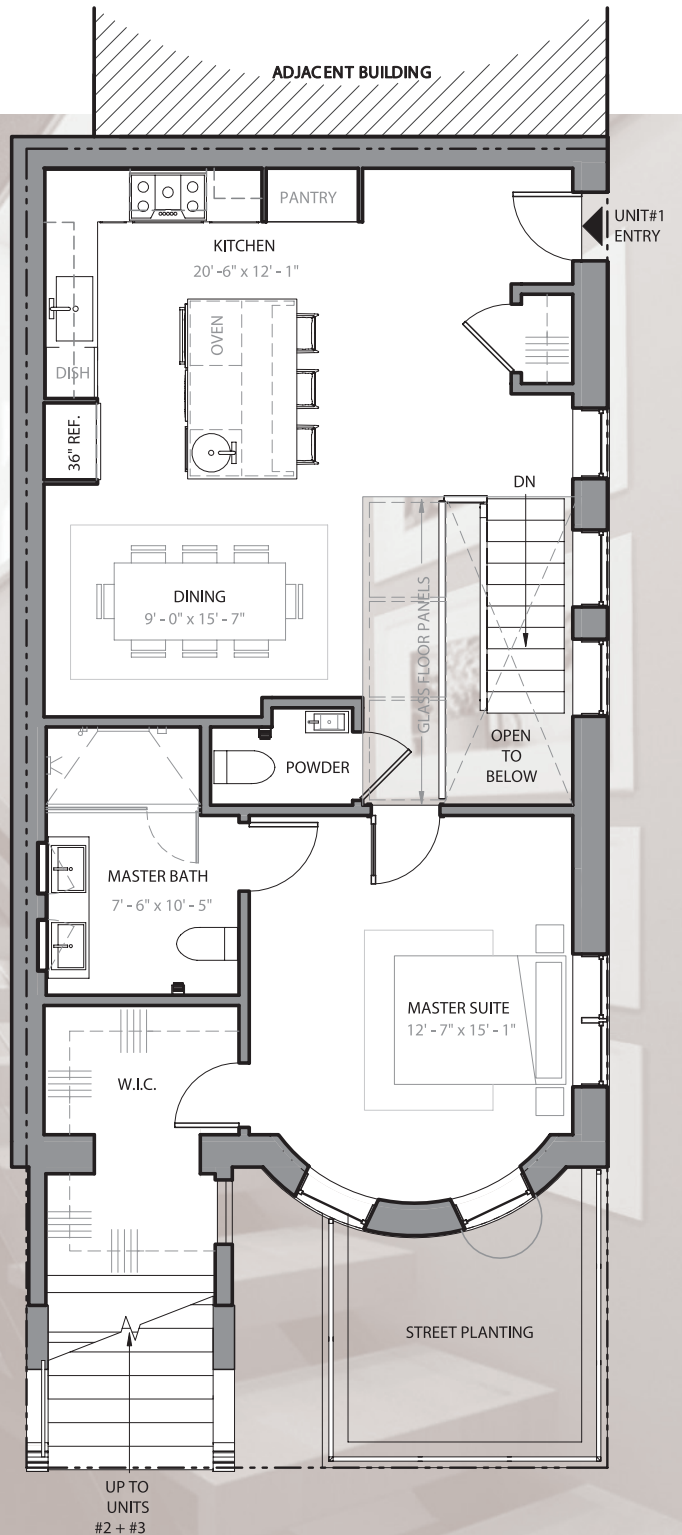 ADJACENT BUILDING
PANTRY
UNIT#1
ENTRY
KITCHEN
20' -6" x 12' - 1"
OVEN
DISH
36" REF.
DN
DINING
9' - 0" x 15' - 7"
GLASS FLOOR PANELS
OPEN
TO
BELOW
POWDER
MASTER BATH
7' - 6" x 10' - 5"
MASTER SUITE
12' - 7" x 15' - 1"
W.I.C.
STREET PLANTING
UP TO
UNITS
#2 + #3